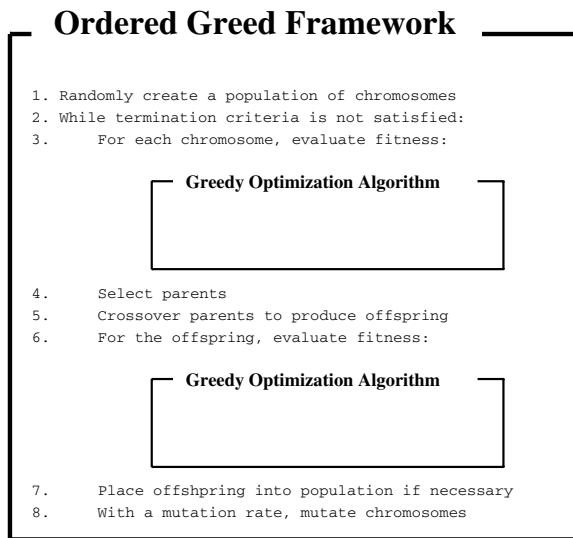 Ordered Greed Framework
1. Randomly create a population of chromosomes
2. While termination criteria is not satisfied:
3. For each chromosome, evaluate fitness:
Greedy Optimization Algorithm
4. Select parents
5. Crossover parents to produce offspring
6. For the offspring, evaluate fitness:
Greedy Optimization Algorithm
7. Place offshpring into population if necessary
8. With a mutation rate, mutate chromosomes